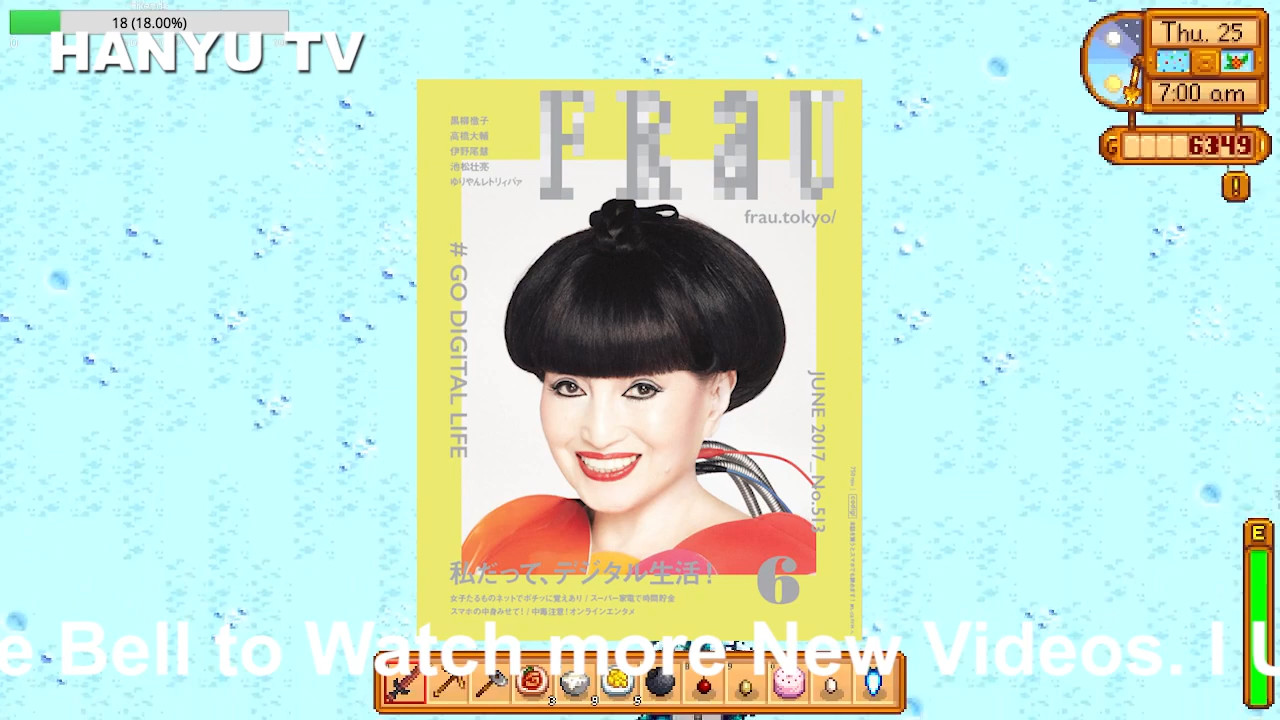 18 (18.00%)
HANYU TV
Thu. 25
7:00 am
6349
FRaU
frau.tokyo/
黒柳徹子
高橋大輔
伊野尾慧
池松壮亮
ゆりやんレトリィバァ
# GO DIGITAL LIFE
JUNE 2017_No.513
私だって、デジタル生活!
6
女子たるものネットでポチッに覚えあり / スーパー家電で時間貯金
スマホの中身みせて! / 中毒注意!オンラインエンタメ
e Bell to Watch more New Videos. I
E